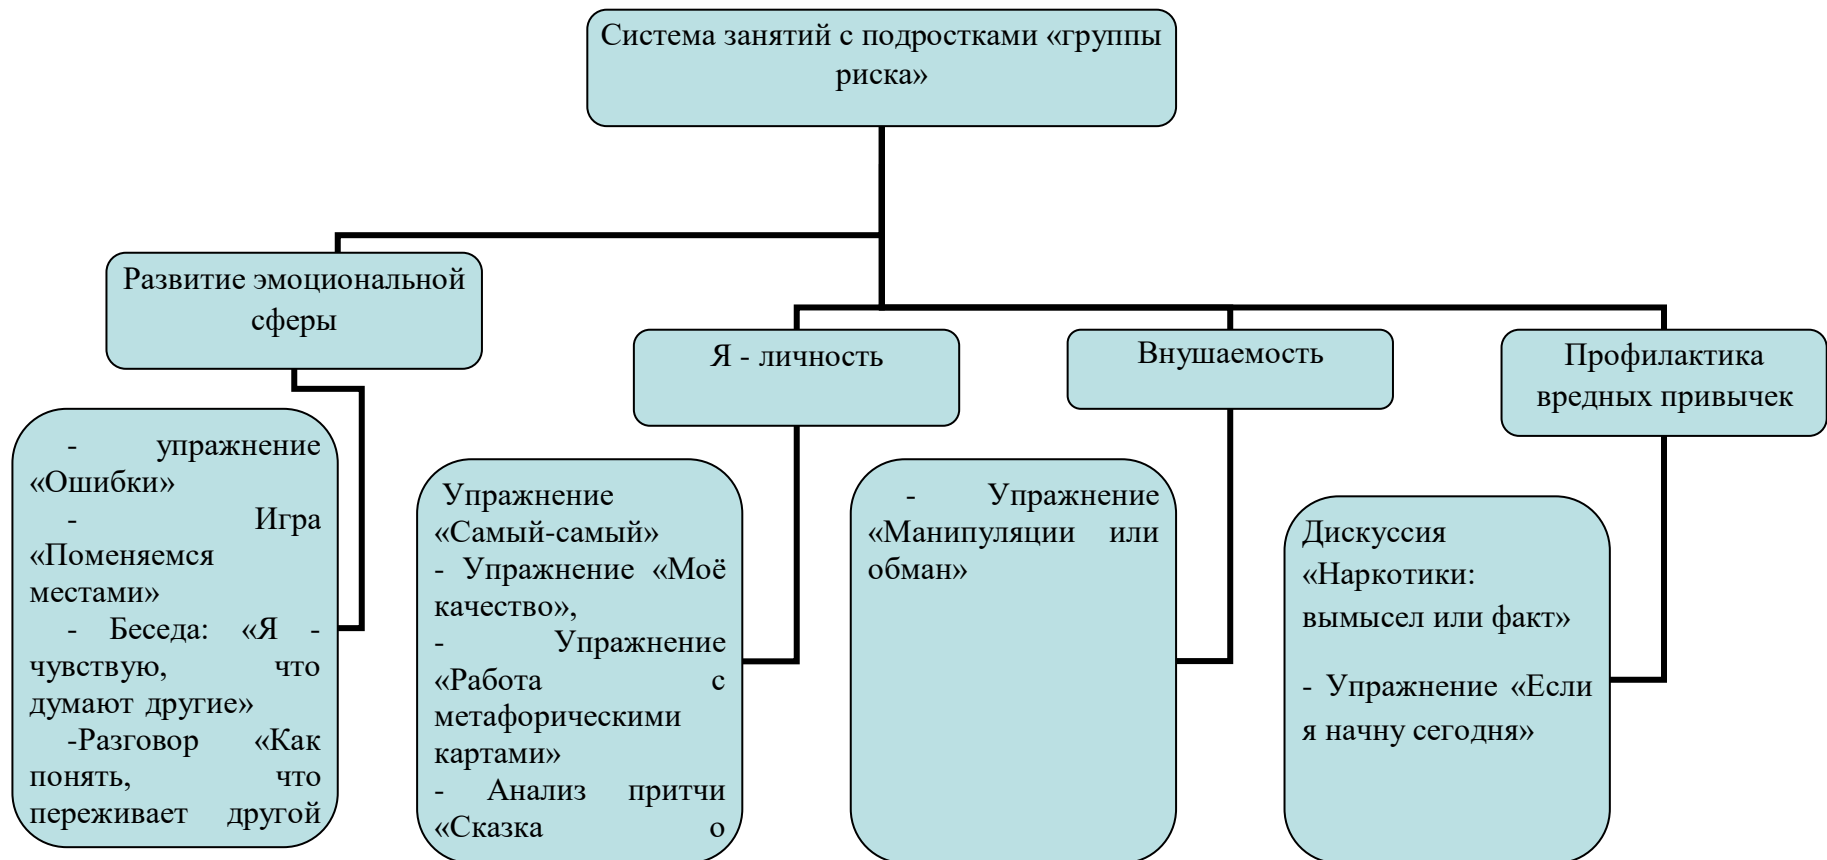 Система занятий с подростками «группы
риска»
Развитие эмоциональной
сферы
Я - личность
Внушаемость
Профилактика
вредных привычек
- упражнение
«Ошибки»
- Игра
«Поменяемся
местами»
- Беседа: «Я -
чувствую, что
думают другие»
-Разговор «Как
понять, что
переживает другой
Упражнение
«Самый-самый»
- Упражнение «Моё
качество»,
- Упражнение
«Работа с
метафорическими
картами»
- Анализ притчи
«Сказка о
- Упражнение
«Манипуляции или
обман»
Дискуссия
«Наркотики:
вымысел или факт»
- Упражнение «Если
я начну сегодня»